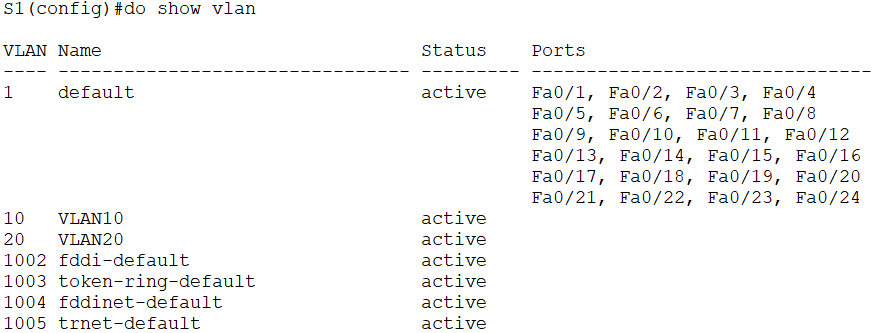 S1(config)#do show vlan
VLAN Name                             Status    Ports
---- -------------------------------- --------- -------------------------------
1    default                          active    Fa0/1, Fa0/2, Fa0/3, Fa0/4
                                                Fa0/5, Fa0/6, Fa0/7, Fa0/8
                                                Fa0/9, Fa0/10, Fa0/11, Fa0/12
                                                Fa0/13, Fa0/14, Fa0/15, Fa0/16
                                                Fa0/17, Fa0/18, Fa0/19, Fa0/20
                                                Fa0/21, Fa0/22, Fa0/23, Fa0/24
10   VLAN10                           active
20   VLAN20                           active
1002 fddi-default                     active
1003 token-ring-default               active
1004 fddinet-default                  active
1005 trnet-default                    active